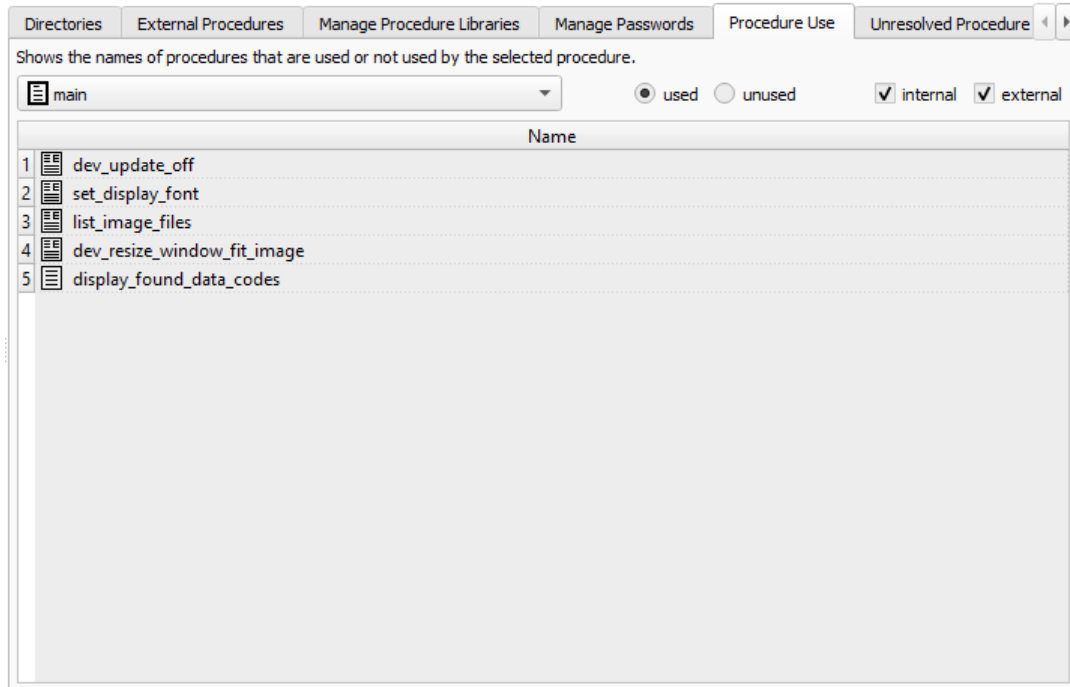 Directories External Procedures Manage Procedure Libraries Manage Passwords Procedure Use Unresolved Procedure
Shows the names of procedures that are used or not used by the selected procedure.
main used unused internal external
Name
1 dev_update_off
2 set_display_font
3 list_image_files
4 dev_resize_window_fit_image
5 display_found_data_codes